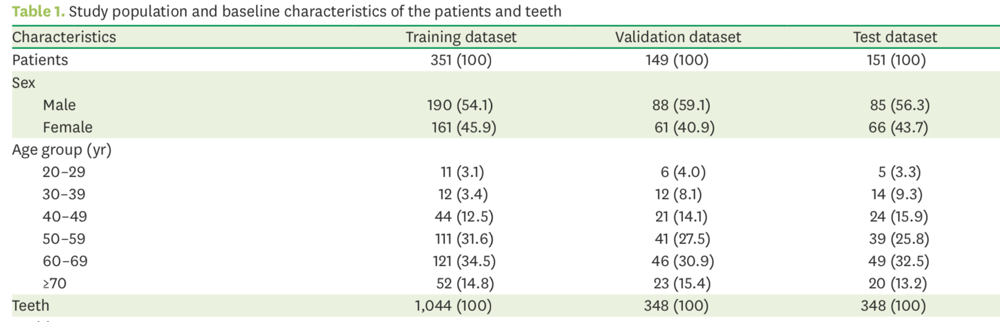 Table 1. Study population and baseline characteristics of the patients and teeth
Characteristics Training dataset Validation dataset Test dataset
Patients 351 (100) 149 (100) 151 (100)
Sex
Male 190 (54.1) 88 (59.1) 85 (56.3)
Female 161 (45.9) 61 (40.9) 66 (43.7)
Age group (yr)
20–29 11 (3.1) 6 (4.0) 5 (3.3)
30–39 12 (3.4) 12 (8.1) 14 (9.3)
40–49 44 (12.5) 21 (14.1) 24 (15.9)
50–59 111 (31.6) 41 (27.5) 39 (25.8)
60–69 121 (34.5) 46 (30.9) 49 (32.5)
≥70 52 (14.8) 23 (15.4) 20 (13.2)
Teeth 1,044 (100) 348 (100) 348 (100)